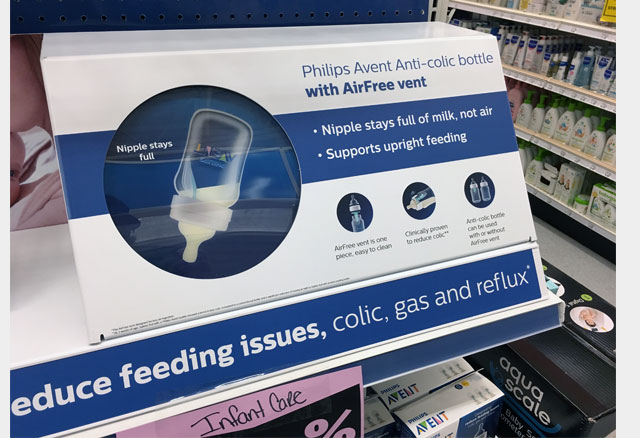 Philips Avent Anti-colic bottle
with AirFree vent
Nipple stays
full
• Nipple stays full of milk, not air
• Supports upright feeding
AirFree vent is one
piece, easy to clean
Clinically proven
to reduce colic**
Anti-colic bottle
can be used
with or without
AirFree vent
educe feeding issues, colic, gas and reflux*
Infant Care
%
PHILIPS
AVENT
PHILIPS
AVENT
aqua
scale